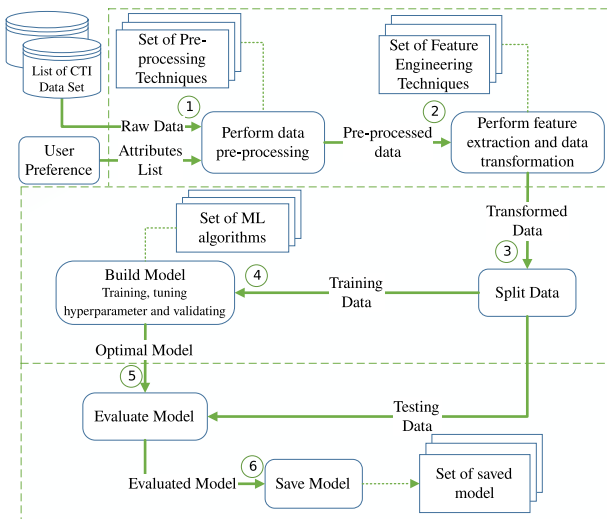 List of CTI
Data Set
Set of Pre-
processing
Techniques
Set of Feature
Engineering
Techniques
1
Raw Data
2
User
Preference
Attributes
List
Perform data
pre-processing
Pre-processed
data
Perform feature
extraction and data
transformation
Set of ML
algorithms
Transformed
Data
3
Build Model
Training, tuning
hyperparameter and validating
4
Training
Data
Split Data
Optimal Model
5
Evaluate Model
Testing
Data
Evaluated Model
6
Save Model
Set of saved
model